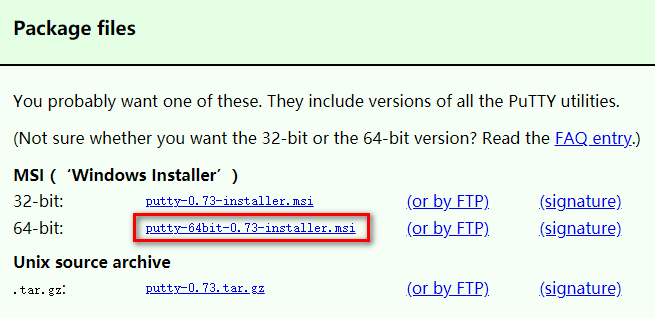 Package files
You probably want one of these. They include versions of all the PuTTY utilities.
(Not sure whether you want the 32-bit or the 64-bit version? Read the FAQ entry.)
MSI (‘Windows Installer’)
32-bit: putty-0.73-installer.msi (or by FTP) (signature)
64-bit: putty-64bit-0.73-installer.msi (or by FTP) (signature)
Unix source archive
.tar.gz: putty-0.73.tar.gz (or by FTP) (signature)